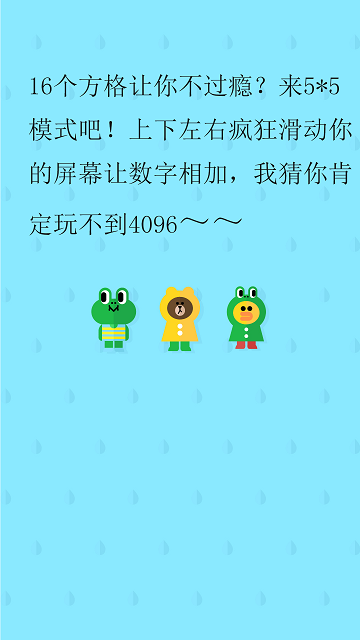 16个方格让你不过瘾？来5*5
模式吧！上下左右疯狂滑动你
的屏幕让数字相加，我猜你肯
定玩不到4096～～